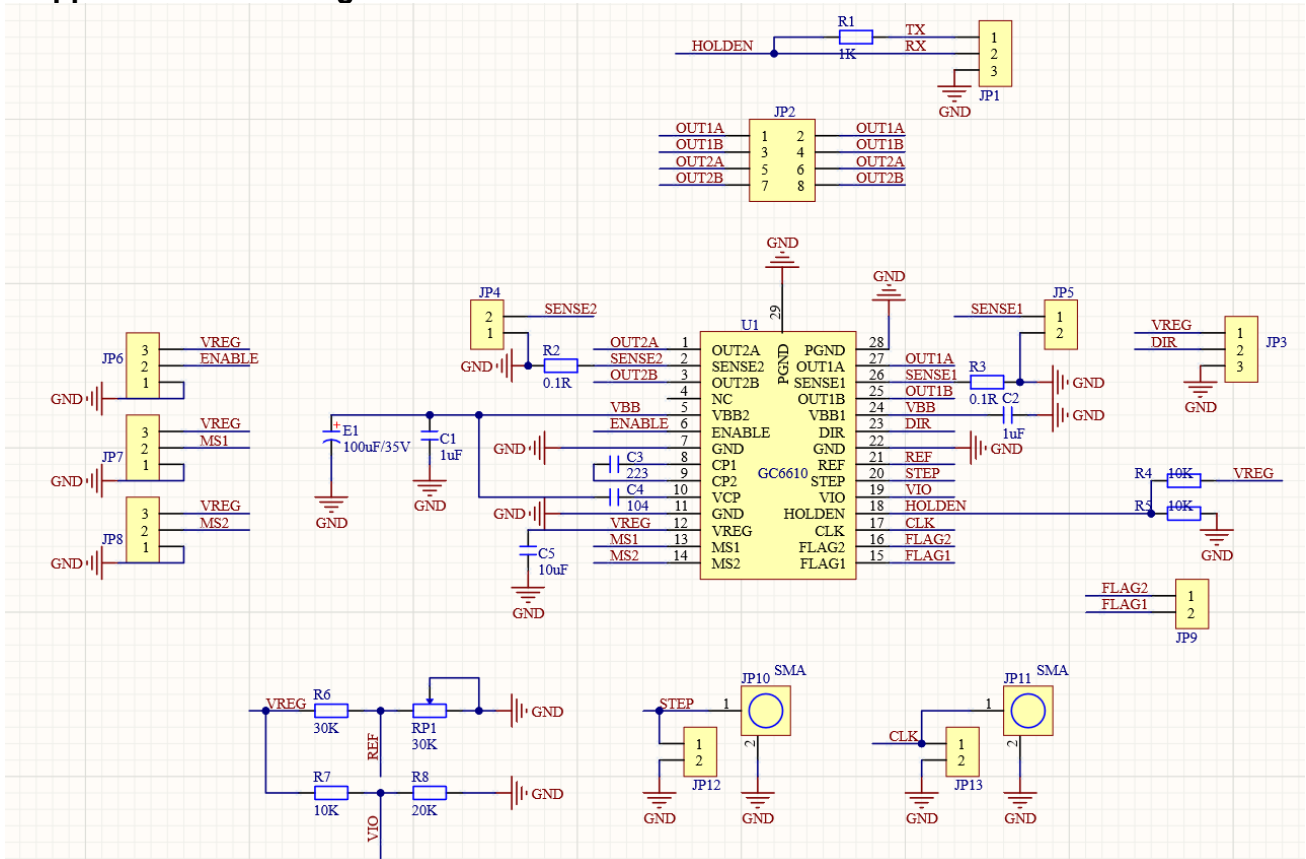 R1
TX
HOLDEN
RX
1K
1
2
3
JP1
GND
JP2
OUT1A 1 2 OUT1A
OUT1B 3 4 OUT1B
OUT2A 5 6 OUT2A
OUT2B 7 8 OUT2B
GND
GND
29
PGND
U1
GC6610
JP4
SENSE2
2
1
GND
R2
0.1R
OUT2A 1 OUT2A
SENSE2 2 SENSE2
OUT2B 3 OUT2B
4 NC
VBB 5 VBB2
ENABLE 6 ENABLE
GND 7 GND
8 CP1
9 CP2
10 VCP
GND 11 GND
VREG 12 VREG
MS1 13 MS1
MS2 14 MS2
PGND 28
OUT1A 27 OUT1A
SENSE1 26 SENSE1
OUT1B 25 OUT1B
VBB1 24 VBB
DIR 23 DIR
GND 22 GND
REF 21 REF
STEP 20 STEP
VIO 19 VIO
HOLDEN 18 HOLDEN
CLK 17 CLK
FLAG2 16 FLAG2
FLAG1 15 FLAG1
JP5
SENSE1
1
2
R3
0.1R
GND
C2
1uF
GND
VREG 1
DIR 2
3
JP3
GND
JP6
3 VREG
2 ENABLE
1
GND
JP7
3 VREG
2 MS1
1
GND
JP8
3 VREG
2 MS2
1
GND
E1
+
100uF/35V
GND
C1
1uF
GND
C3
223
C4
104
C5
10uF
GND
R4 10K VREG
R5 10K
GND
FLAG2 1
FLAG1 2
JP9
VREG
R6
30K
REF
RP1
30K
GND
R7
10K
VIO
R8
20K
GND
JP10 SMA
STEP
1
2
1
2
JP12
GND
GND
JP11 SMA
CLK
1
2
1
2
JP13
GND
GND